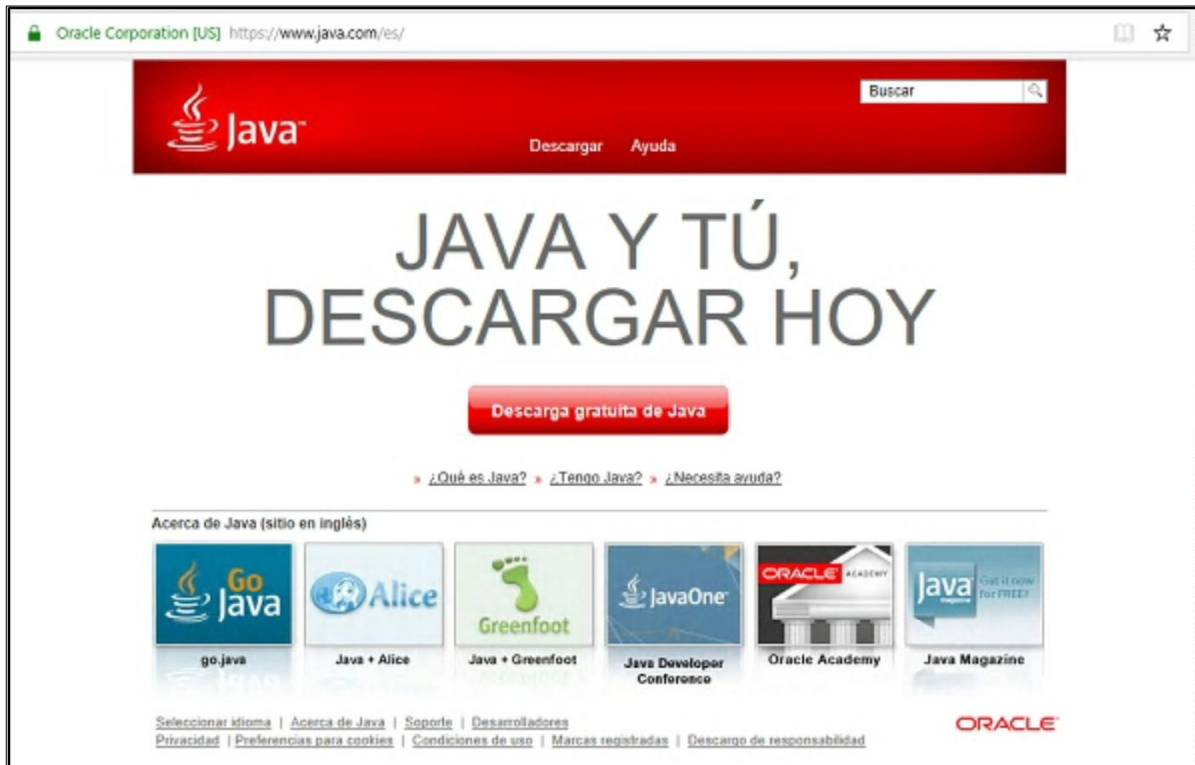 Oracle Corporation [US] https://www.java.com/es/
Buscar
Java™
Descargar Ayuda
JAVA Y TÚ,
DESCARGAR HOY
Descarga gratuita de Java
» ¿Qué es Java? » ¿Tengo Java? » ¿Necesita ayuda?
Acerca de Java (sitio en inglés)
Go
Java
Alice
Greenfoot
JavaOne
ORACLE ACADEMY
Java magazine
Get it now
for FREE!
go.java
Java + Alice
Java + Greenfoot
Java Developer
Conference
Oracle Academy
Java Magazine
Seleccionar idioma | Acerca de Java | Soporte | Desarrolladores
Privacidad | Preferencias para cookies | Condiciones de uso | Marcas registradas | Descargo de responsabilidad
ORACLE